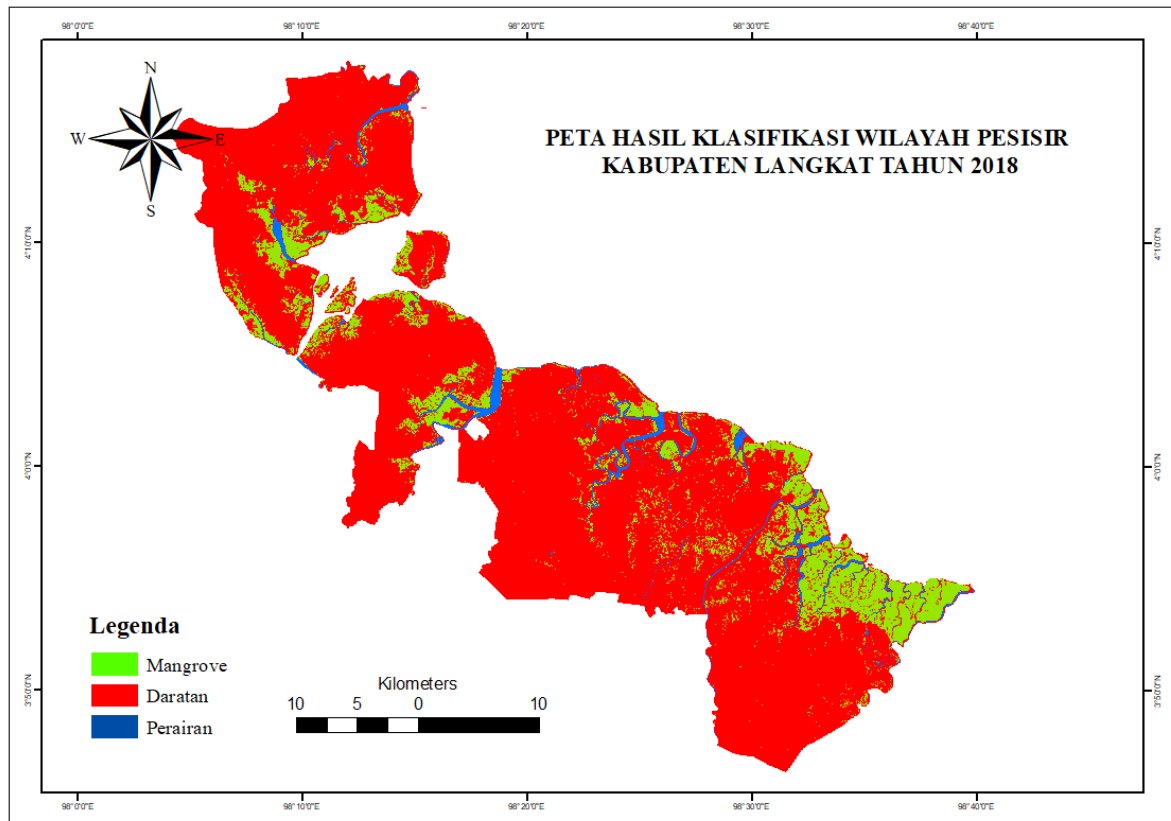 98°0'0"E 98°10'0"E 98°20'0"E 98°30'0"E 98°40'0"E
N
W E
S
PETA HASIL KLASIFIKASI WILAYAH PESISIR
KABUPATEN LANGKAT TAHUN 2018
4°10'0"N 4°10'0"N
4°0'0"N 4°0'0"N
3°50'0"N 3°50'0"N
Legenda
Mangrove
Daratan
Perairan
Kilometers
10 5 0 10
98°0'0"E 98°10'0"E 98°20'0"E 98°30'0"E 98°40'0"E